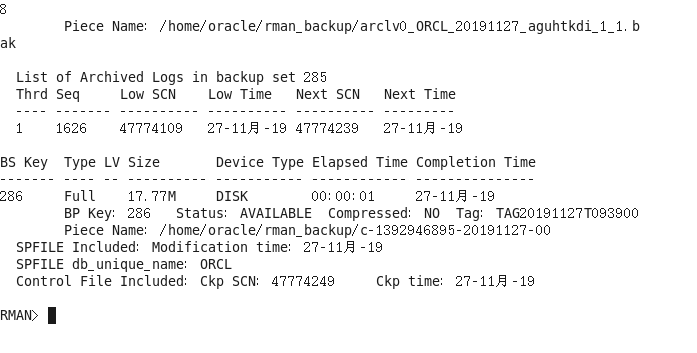 8
        Piece Name: /home/oracle/rman_backup/arclv0_ORCL_20191127_aguhtkdi_1_1.b
ak

  List of Archived Logs in backup set 285
  Thrd Seq     Low SCN    Low Time   Next SCN   Next Time
  ---- ------- ---------- ---------- ---------- ---------
  1    1626    47774109   27-11月-19 47774239   27-11月-19

BS Key  Type LV Size       Device Type Elapsed Time Completion Time
------- ---- -- ---------- ----------- ------------ ---------------
286     Full    17.77M     DISK        00:00:01     27-11月-19
        BP Key: 286   Status: AVAILABLE  Compressed: NO  Tag: TAG20191127T093900
        Piece Name: /home/oracle/rman_backup/c-1392946895-20191127-00
  SPFILE Included: Modification time: 27-11月-19
  SPFILE db_unique_name: ORCL
  Control File Included: Ckp SCN: 47774249     Ckp time: 27-11月-19

RMAN>